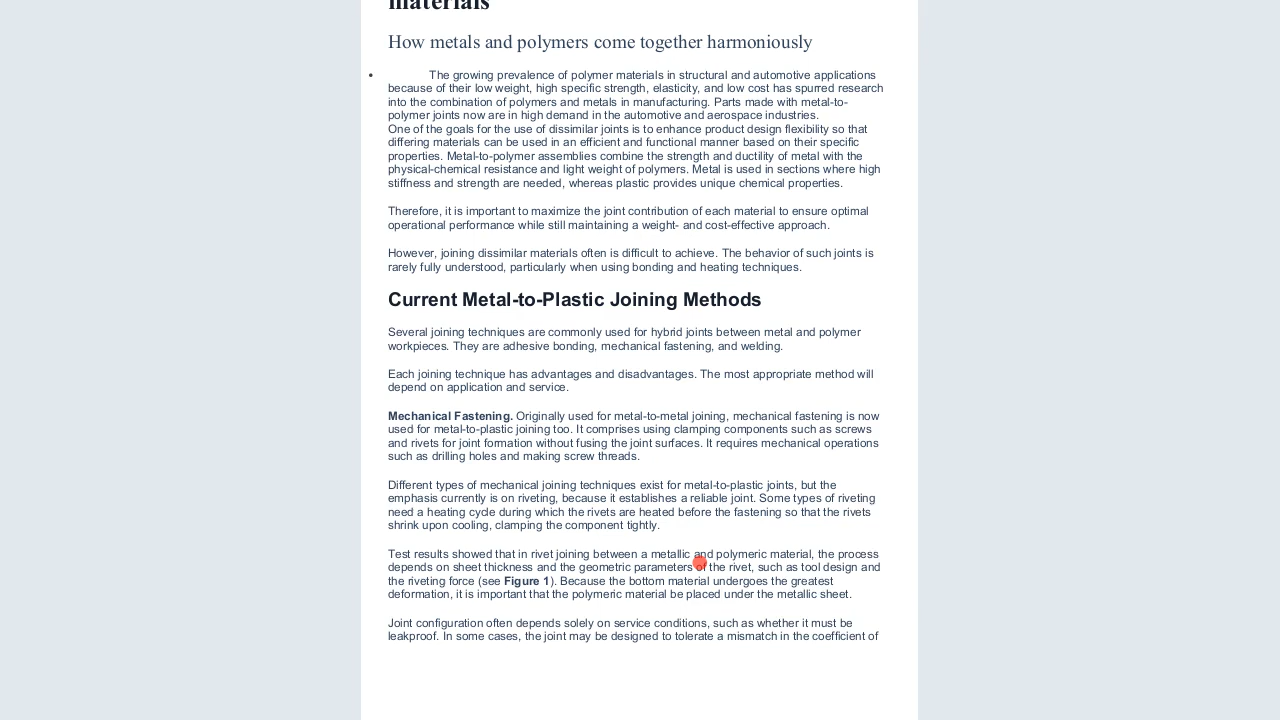 materials
How metals and polymers come together harmoniously
• The growing prevalence of polymer materials in structural and automotive applications
because of their low weight, high specific strength, elasticity, and low cost has spurred research
into the combination of polymers and metals in manufacturing. Parts made with metal-to-
polymer joints now are in high demand in the automotive and aerospace industries.
One of the goals for the use of dissimilar joints is to enhance product design flexibility so that
differing materials can be used in an efficient and functional manner based on their specific
properties. Metal-to-polymer assemblies combine the strength and ductility of metal with the
physical-chemical resistance and light weight of polymers. Metal is used in sections where high
stiffness and strength are needed, whereas plastic provides unique chemical properties.
Therefore, it is important to maximize the joint contribution of each material to ensure optimal
operational performance while still maintaining a weight- and cost-effective approach.
However, joining dissimilar materials often is difficult to achieve. The behavior of such joints is
rarely fully understood, particularly when using bonding and heating techniques.
Current Metal-to-Plastic Joining Methods
Several joining techniques are commonly used for hybrid joints between metal and polymer
workpieces. They are adhesive bonding, mechanical fastening, and welding.
Each joining technique has advantages and disadvantages. The most appropriate method will
depend on application and service.
Mechanical Fastening. Originally used for metal-to-metal joining, mechanical fastening is now
used for metal-to-plastic joining too. It comprises using clamping components such as screws
and rivets for joint formation without fusing the joint surfaces. It requires mechanical operations
such as drilling holes and making screw threads.
Different types of mechanical joining techniques exist for metal-to-plastic joints, but the
emphasis currently is on riveting, because it establishes a reliable joint. Some types of riveting
need a heating cycle during which the rivets are heated before the fastening so that the rivets
shrink upon cooling, clamping the component tightly.
Test results showed that in rivet joining between a metallic and polymeric material, the process
depends on sheet thickness and the geometric parameters of the rivet, such as tool design and
the riveting force (see Figure 1). Because the bottom material undergoes the greatest
deformation, it is important that the polymeric material be placed under the metallic sheet.
Joint configuration often depends solely on service conditions, such as whether it must be
leakproof. In some cases, the joint may be designed to tolerate a mismatch in the coefficient of